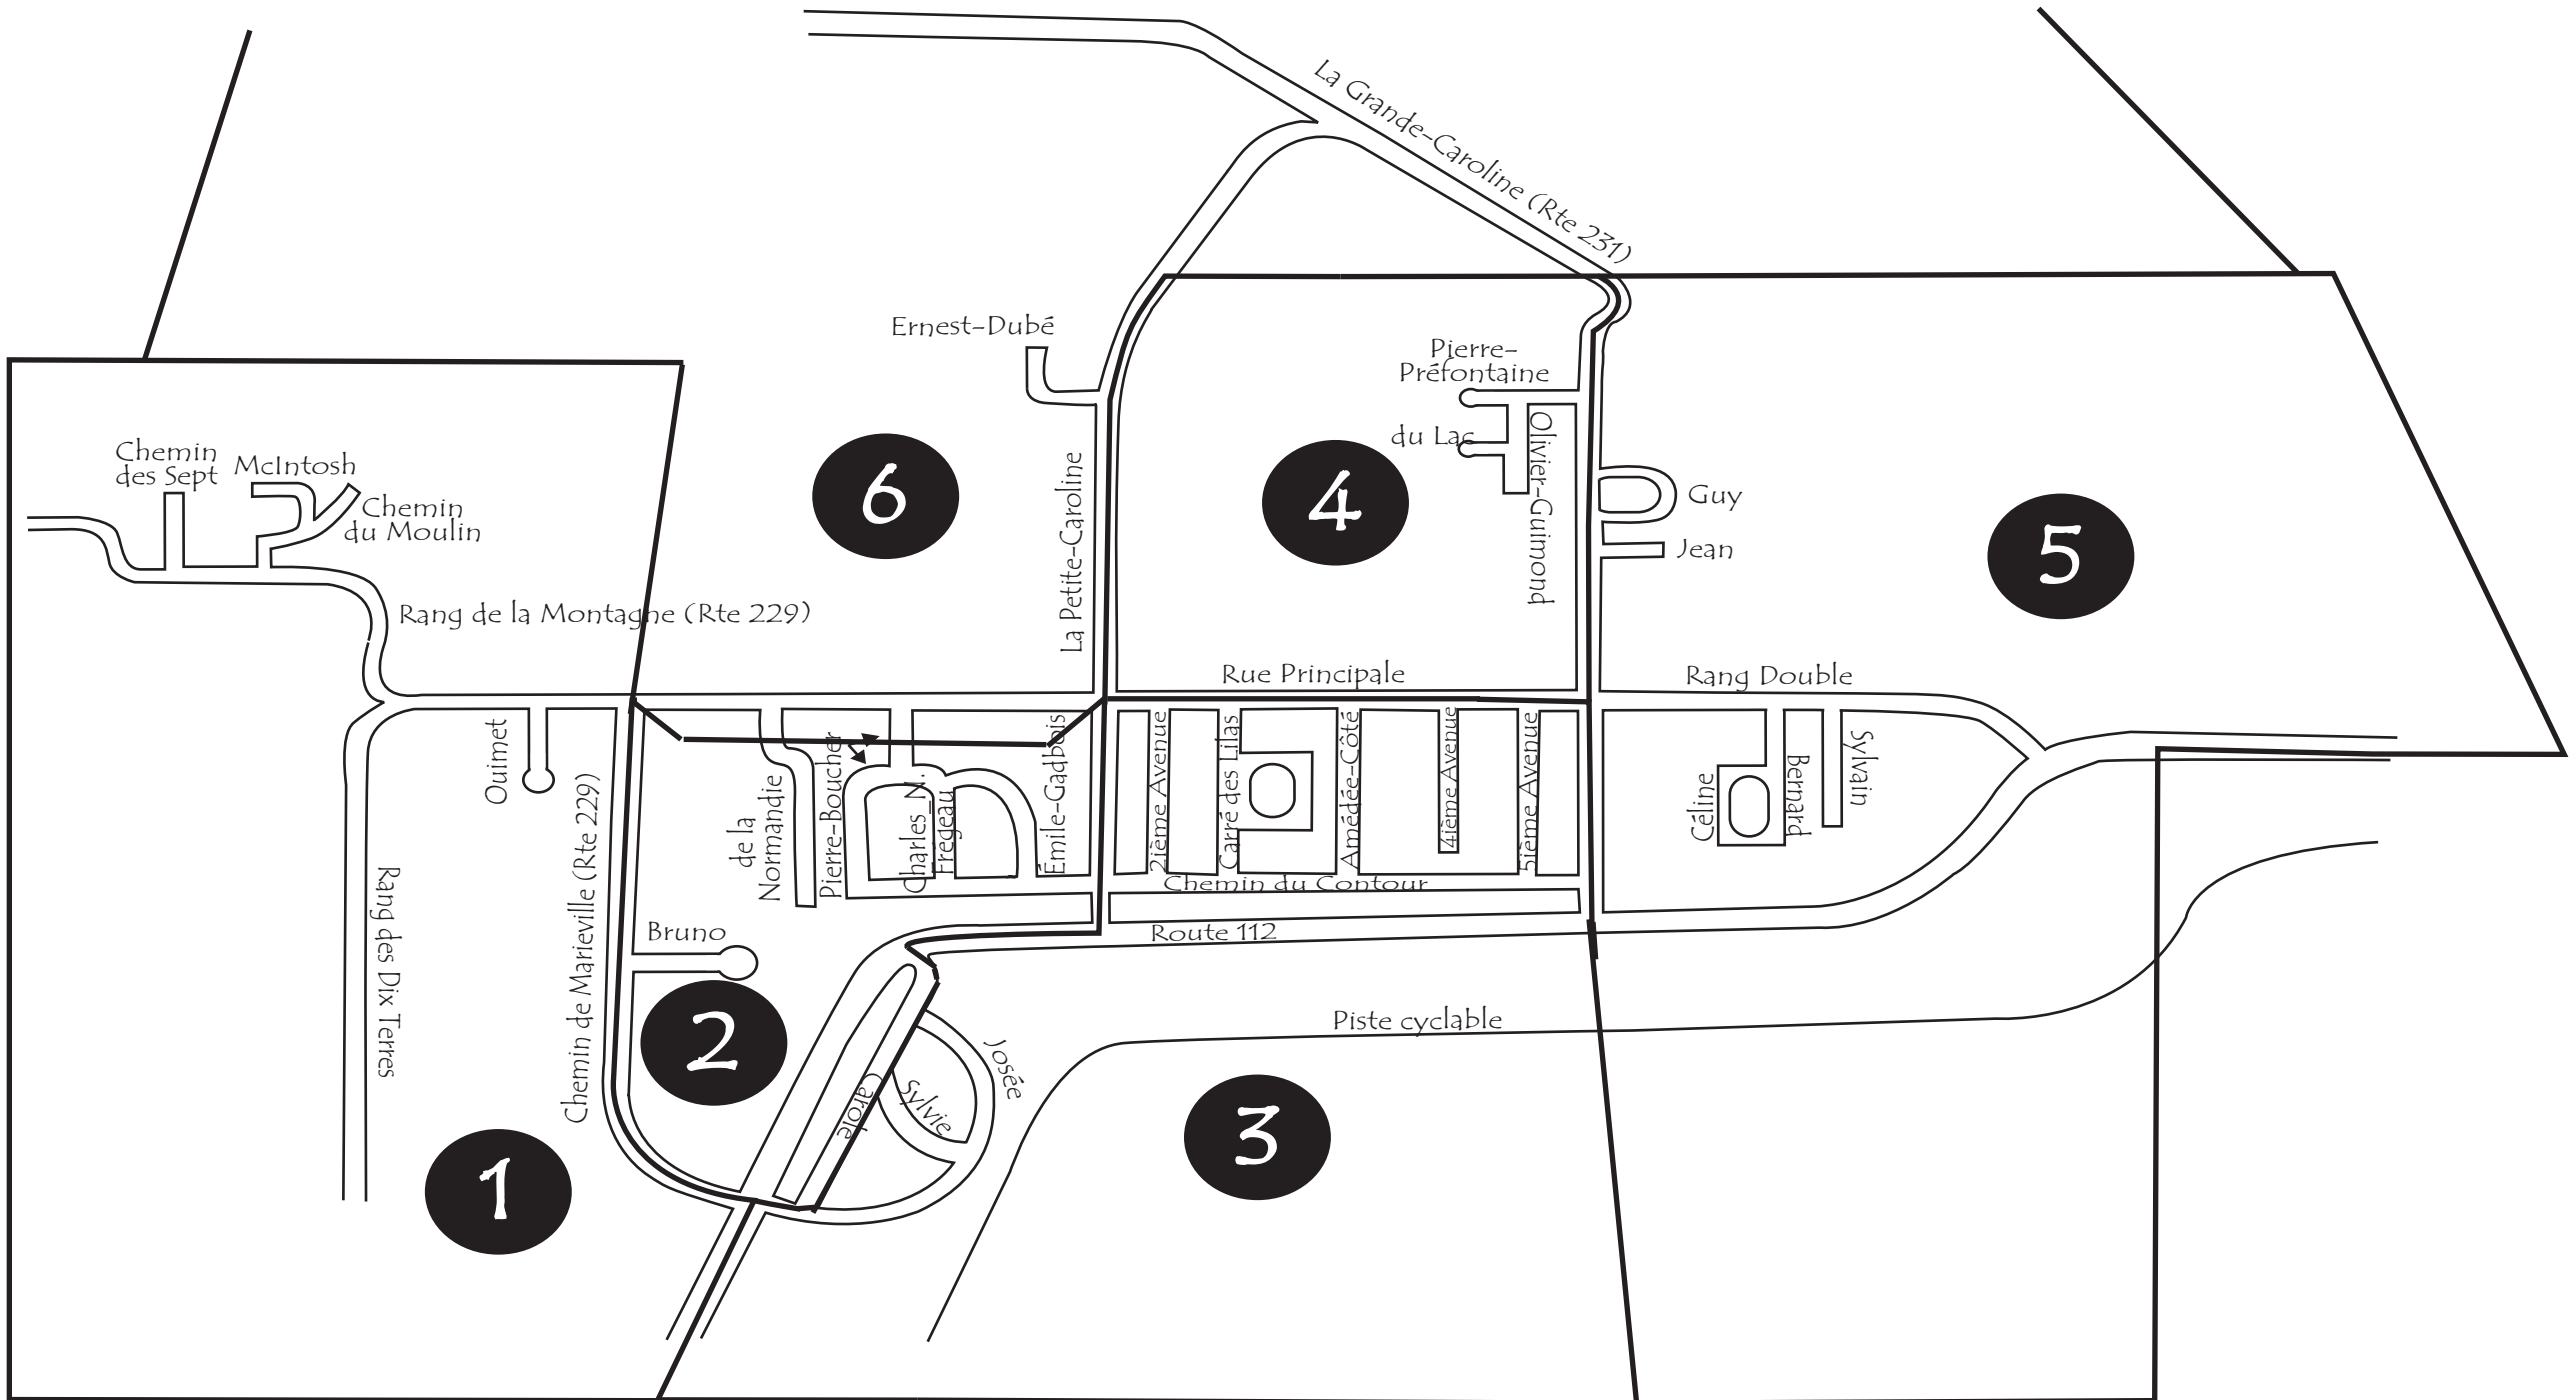 La Grande-Caroline (Rte 231)
Ernest-Dubé
Pierre-
Préfontaine
du Lac
Olivier-Guimond
Chemin
des Sept
McIntosh
Chemin
du Moulin
6
4
Guy
Jean
5
La Petite-Caroline
Rang de la Montagne (Rte 229)
Rue Principale
Rang Double
Ouimet
Chemin de Marieville (Rte 229)
de la
Normandie
Pierre-Boucher
Charles_N.
Frégeau
Émile-Gadbois
2ième Avenue
Carré des Lilas
Amédée-Côté
4ième Avenue
5ième Avenue
Céline
Bernard
Sylvain
Rang des Dix Terres
Chemin du Contour
Bruno
Route 112
2
Piste cyclable
Josée
Sylvie
Carole
3
1